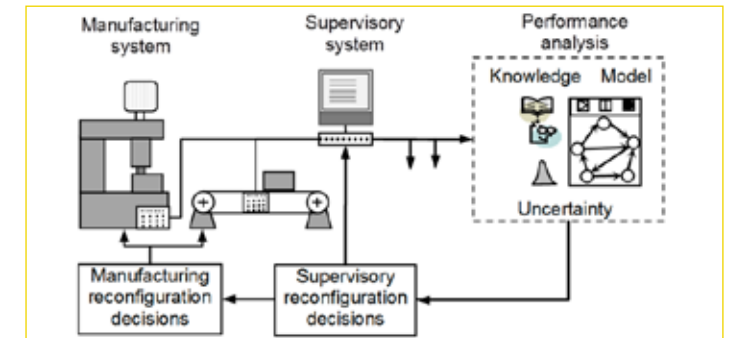 Manufacturing
system
Supervisory
system
Performance
analysis
Knowledge Model
Uncertainty
Manufacturing
reconfiguration
decisions
Supervisory
reconfiguration
decisions